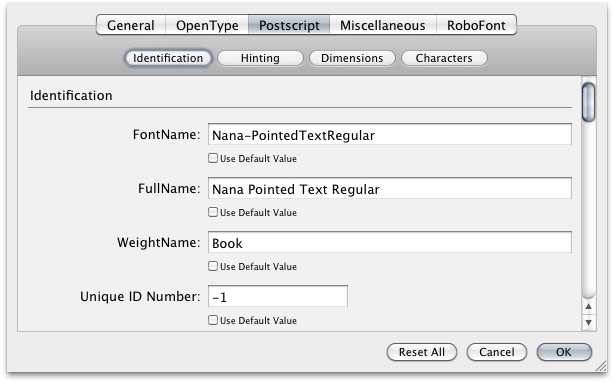 General OpenType Postscript Miscellaneous RoboFont
Identification Hinting Dimensions Characters
Identification
FontName: Nana-PointedTextRegular
Use Default Value
FullName: Nana Pointed Text Regular
Use Default Value
WeightName: Book
Use Default Value
Unique ID Number: -1
Use Default Value
Reset All Cancel OK